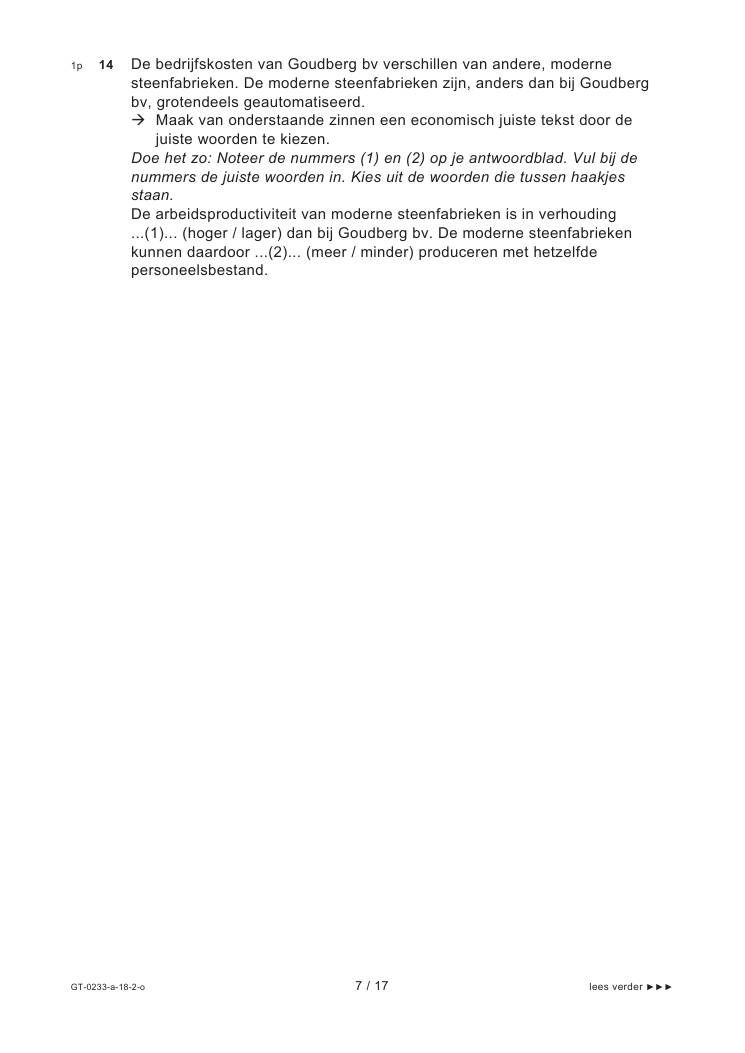 1p 14 De bedrijfskosten van Goudberg bv verschillen van andere, moderne
steenfabrieken. De moderne steenfabrieken zijn, anders dan bij Goudberg
bv, grotendeels geautomatiseerd.
→ Maak van onderstaande zinnen een economisch juiste tekst door de
juiste woorden te kiezen.
Doe het zo: Noteer de nummers (1) en (2) op je antwoordblad. Vul bij de
nummers de juiste woorden in. Kies uit de woorden die tussen haakjes
staan.
De arbeidsproductiviteit van moderne steenfabrieken is in verhouding
...(1)... (hoger / lager) dan bij Goudberg bv. De moderne steenfabrieken
kunnen daardoor ...(2)... (meer / minder) produceren met hetzelfde
personeelsbestand.
GT-0233-a-18-2-o 7 / 17 lees verder ►►►